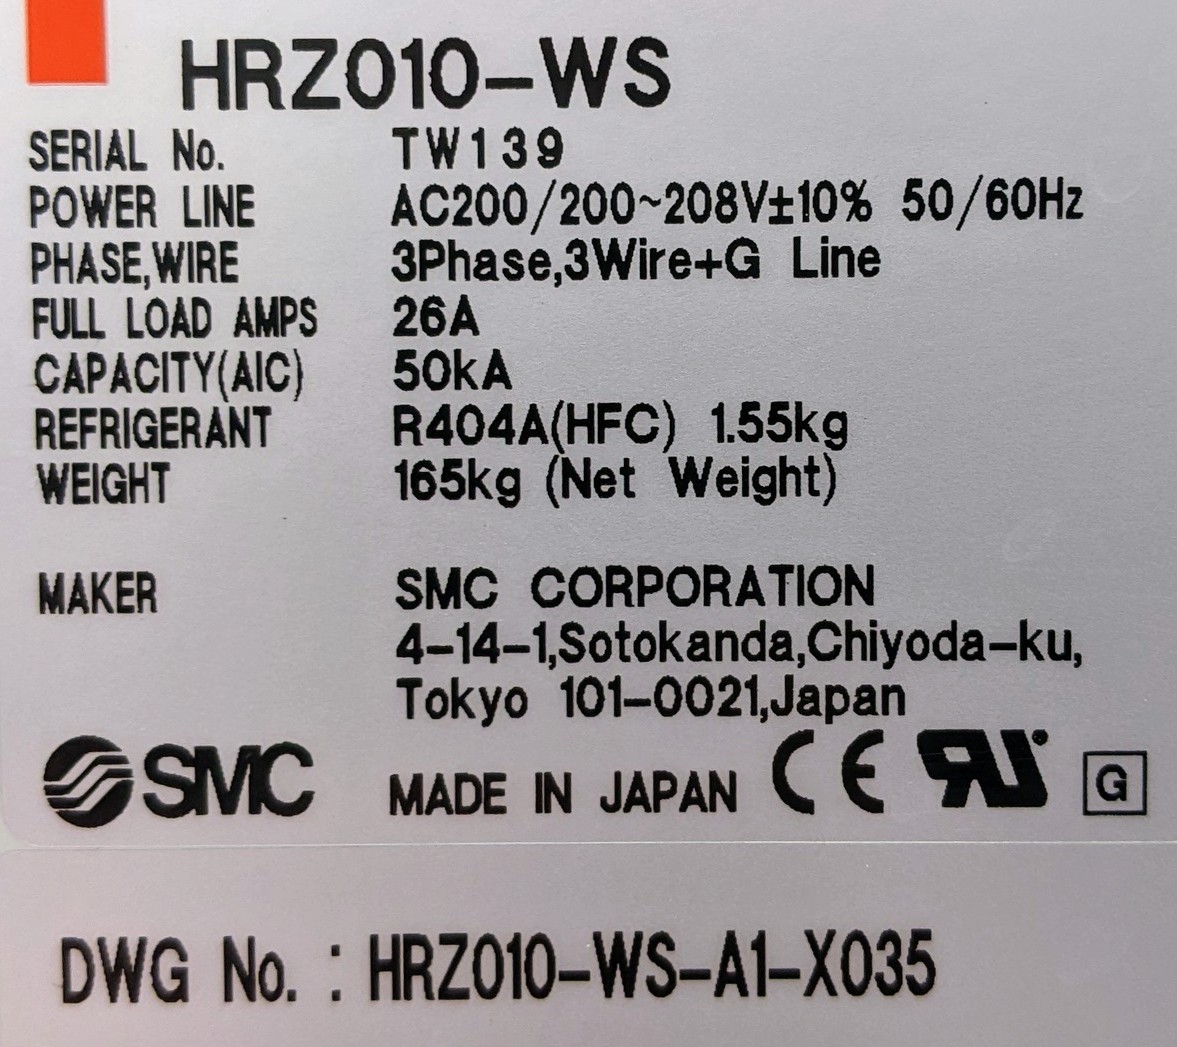 HRZ010-WS
SERIAL No. TW139
POWER LINE AC200/200~208V±10% 50/60Hz
PHASE,WIRE 3Phase,3Wire+G Line
FULL LOAD AMPS 26A
CAPACITY(AIC) 50kA
REFRIGERANT R404A(HFC) 1.55kg
WEIGHT 165kg (Net Weight)
MAKER SMC CORPORATION
4-14-1,Sotokanda,Chiyoda-ku,
Tokyo 101-0021,Japan
SMC MADE IN JAPAN CE RU G
DWG No. : HRZ010-WS-A1-X035